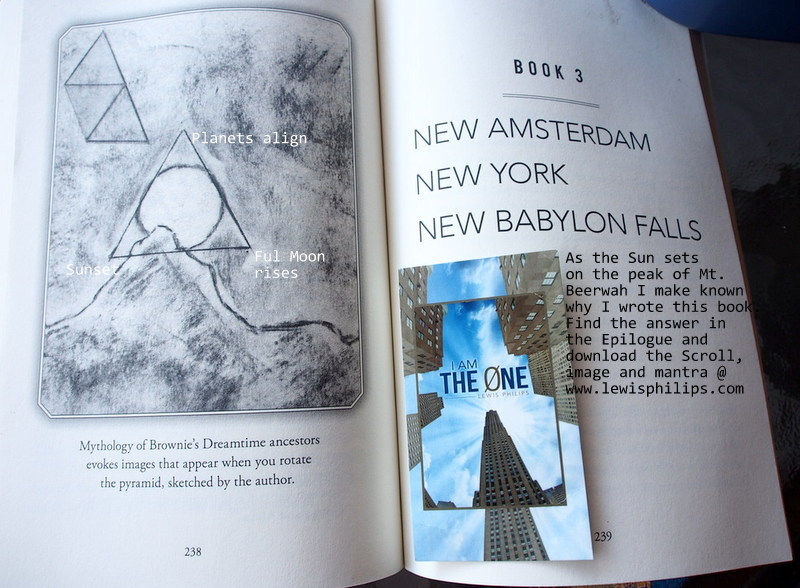 Planets align
Sunset
Ful Moon
rises
Mythology of Brownie's Dreamtime ancestors
evokes images that appear when you rotate
the pyramid, sketched by the author.
238
BOOK 3
NEW AMSTERDAM
NEW YORK
NEW BABYLON FALLS
As the Sun sets
on the peak of Mt.
Beerwah I make known
why I wrote this book.
Find the answer in
the Epilogue and
download the Scroll,
image and mantra @
www.lewisphilips.com
I AM
THE ØNE
LEWIS PHILIPS
239